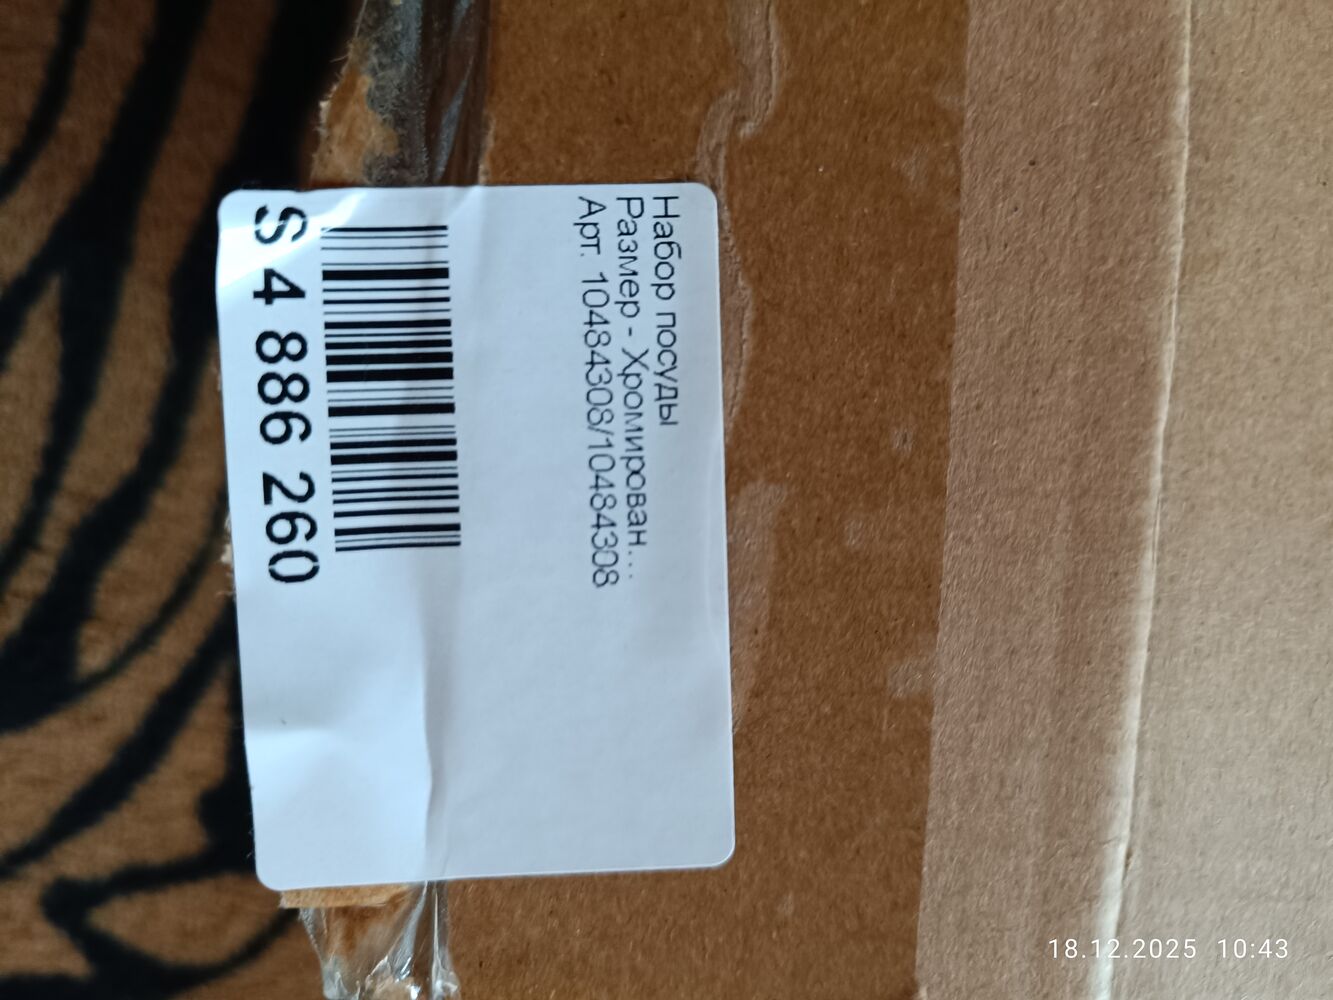 Набор посуды
Размер - Хромирован...
Арт. 10484308/10484308
S 4 886 260
18.12.2025 10:43